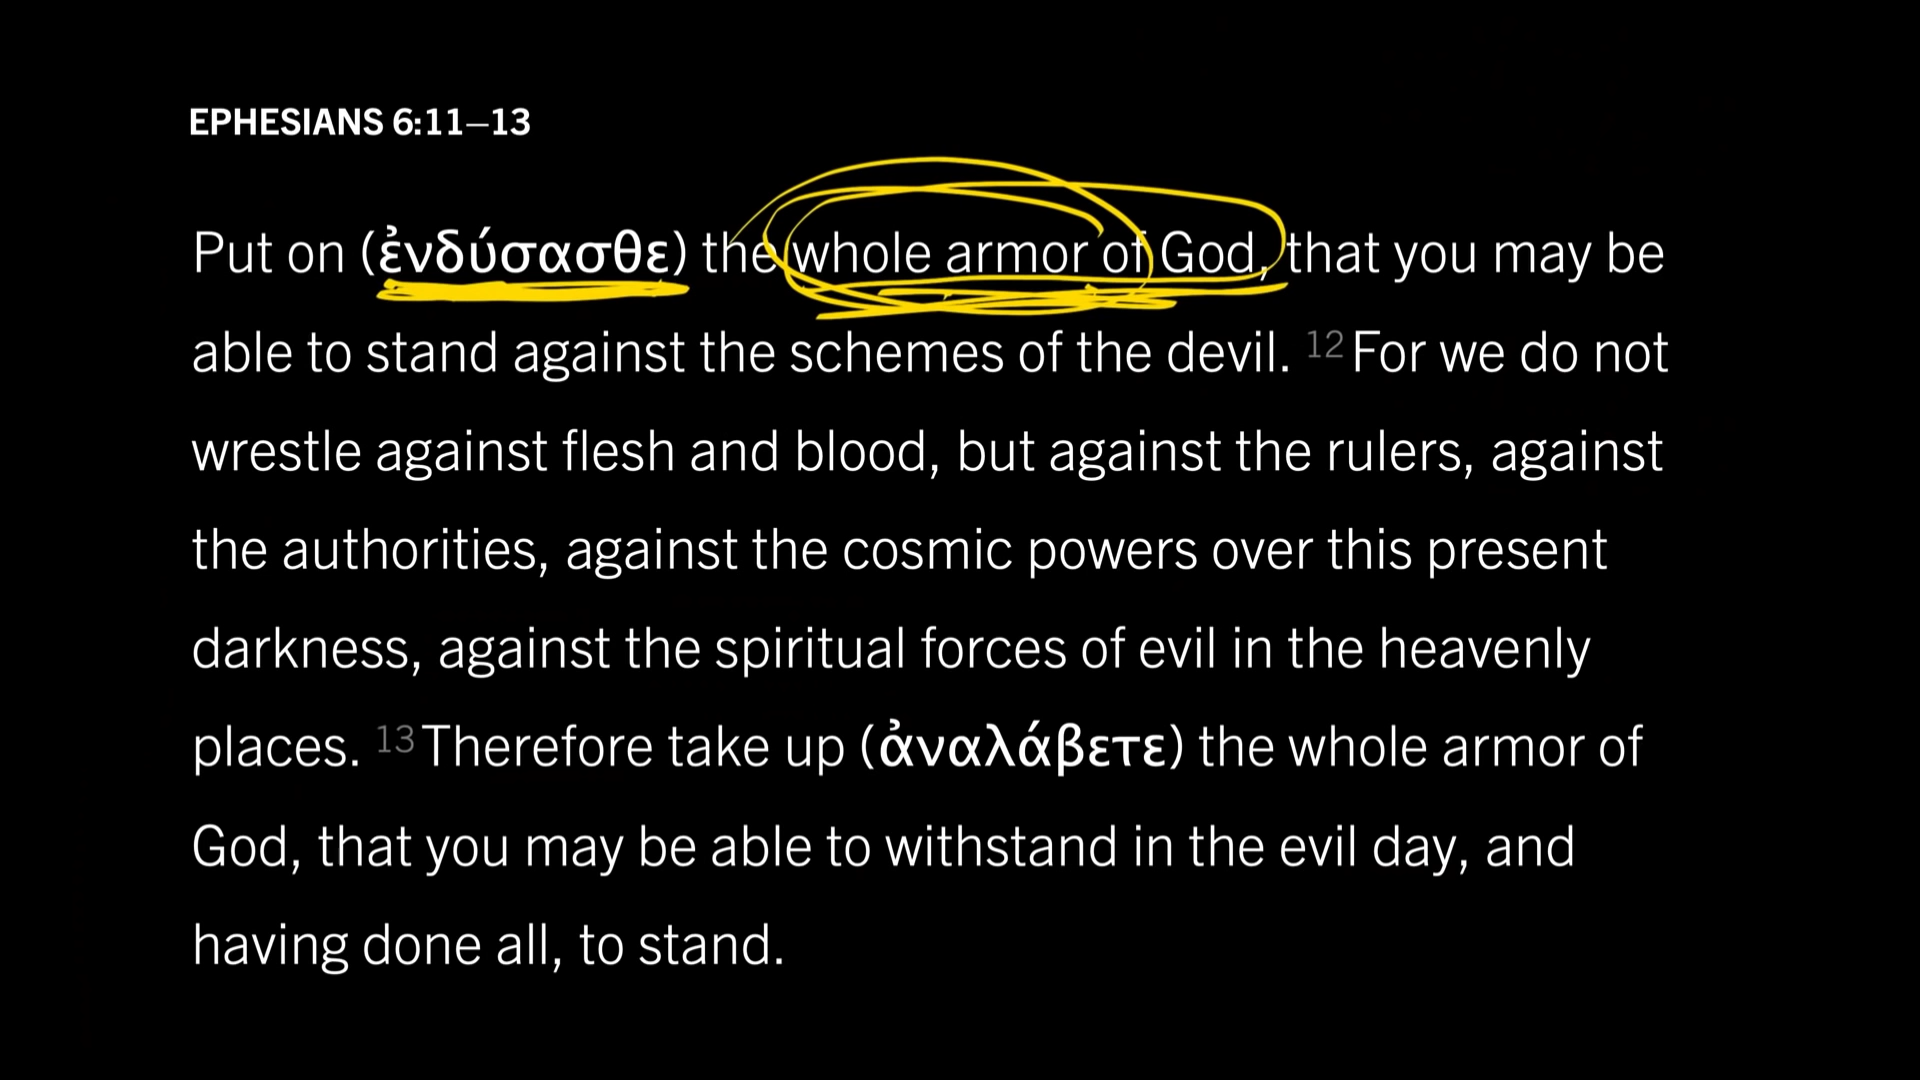 EPHESIANS 6:11–13
Put on (ἐνδύσασθε) the whole armor of God, that you may be
able to stand against the schemes of the devil. 12 For we do not
wrestle against flesh and blood, but against the rulers, against
the authorities, against the cosmic powers over this present
darkness, against the spiritual forces of evil in the heavenly
places. 13 Therefore take up (ἀναλάβετε) the whole armor of
God, that you may be able to withstand in the evil day, and
having done all, to stand.